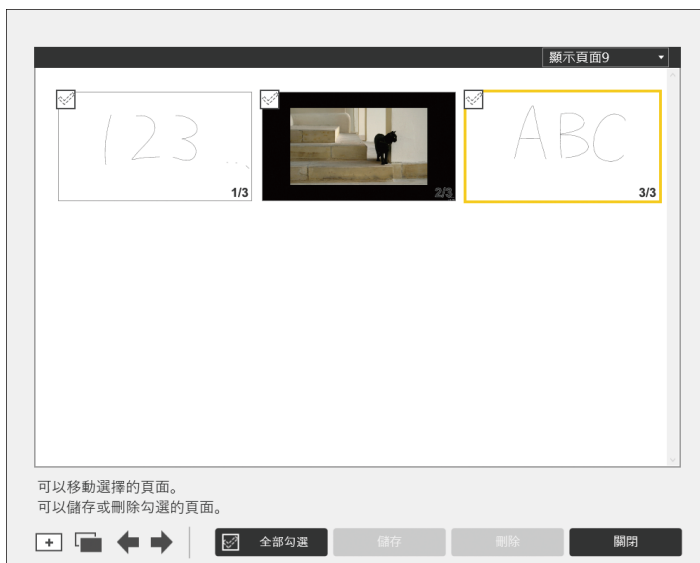 顯示頁面9
123...
1/3
2/3
ABC
3/3
可以移動選擇的頁面。
可以儲存或刪除勾選的頁面。
全部勾選
儲存
刪除
關閉